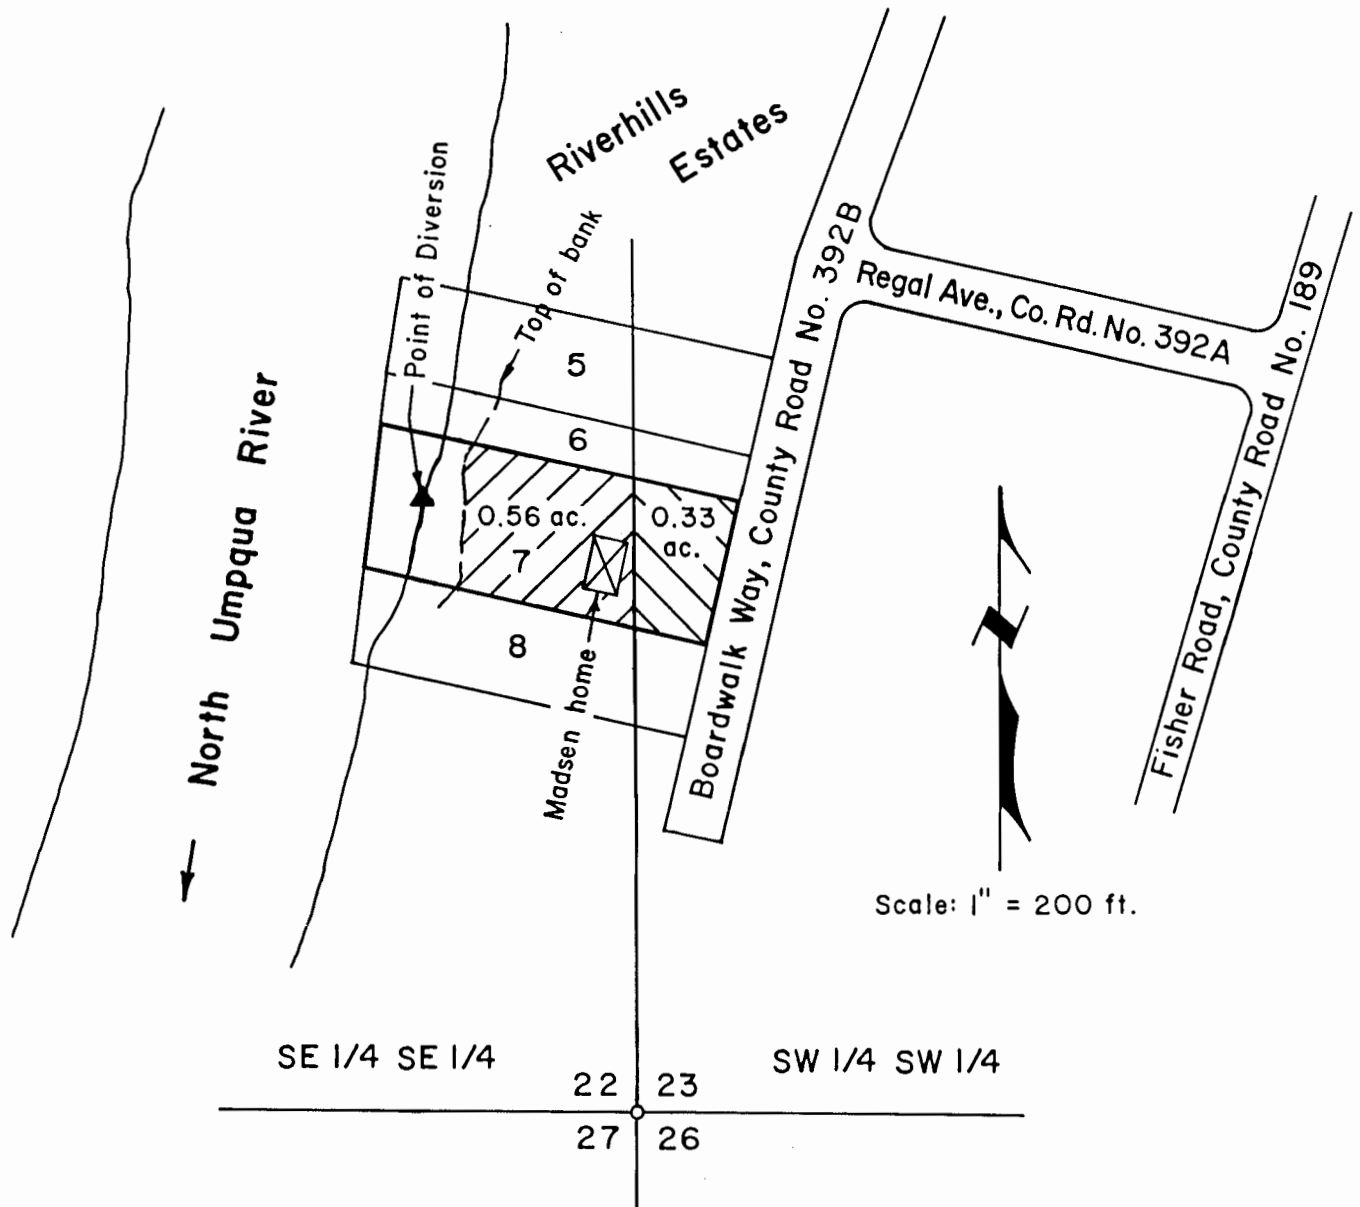 Riverhills
Estates
Point of Diversion
Top of bank
North Umpqua River
5
6
0.56 ac.
7
0.33
ac.
8
Madsen home
Boardwalk Way, County Road No. 392B
Regal Ave., Co. Rd. No. 392A
Fisher Road, County Road No. 189
Scale: 1" = 200 ft.
SE 1/4 SE 1/4
SW 1/4 SW 1/4
22
23
27
26